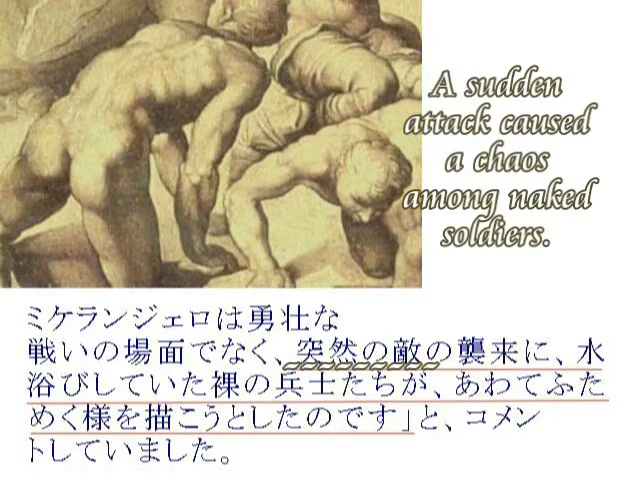 A sudden
attack caused
a chaos
among naked
soldiers.
ミケランジェロは勇壮な
戦いの場面でなく、突然の敵の襲来に、水
浴びしていた裸の兵士たちが、あわてふた
めく様を描こうとしたのです」と、コメン
トしていました。